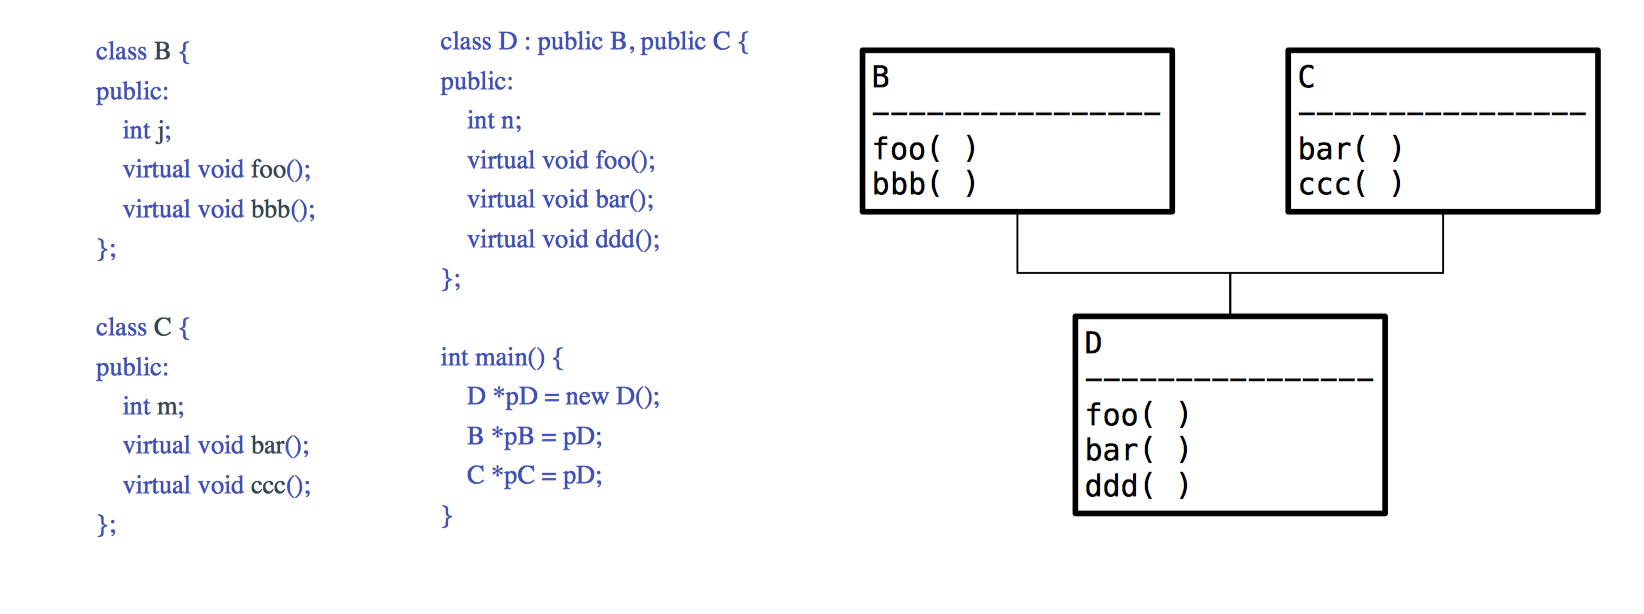 class B {
public:
int j;
virtual void foo();
virtual void bbb();
};
class C {
public:
int m;
virtual void bar();
virtual void ccc();
};
class D : public B, public C {
public:
int n;
virtual void foo();
virtual void bar();
virtual void ddd();
};
int main() {
D *pD = new D();
B *pB = pD;
C *pC = pD;
}
B
----------------
foo( )
bbb( )
C
----------------
bar( )
ccc( )
D
----------------
foo( )
bar( )
ddd( )